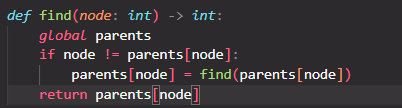 def find(node: int) -> int:
    global parents
    if node != parents[node]:
        parents[node] = find(parents[node])
    return parents[node]